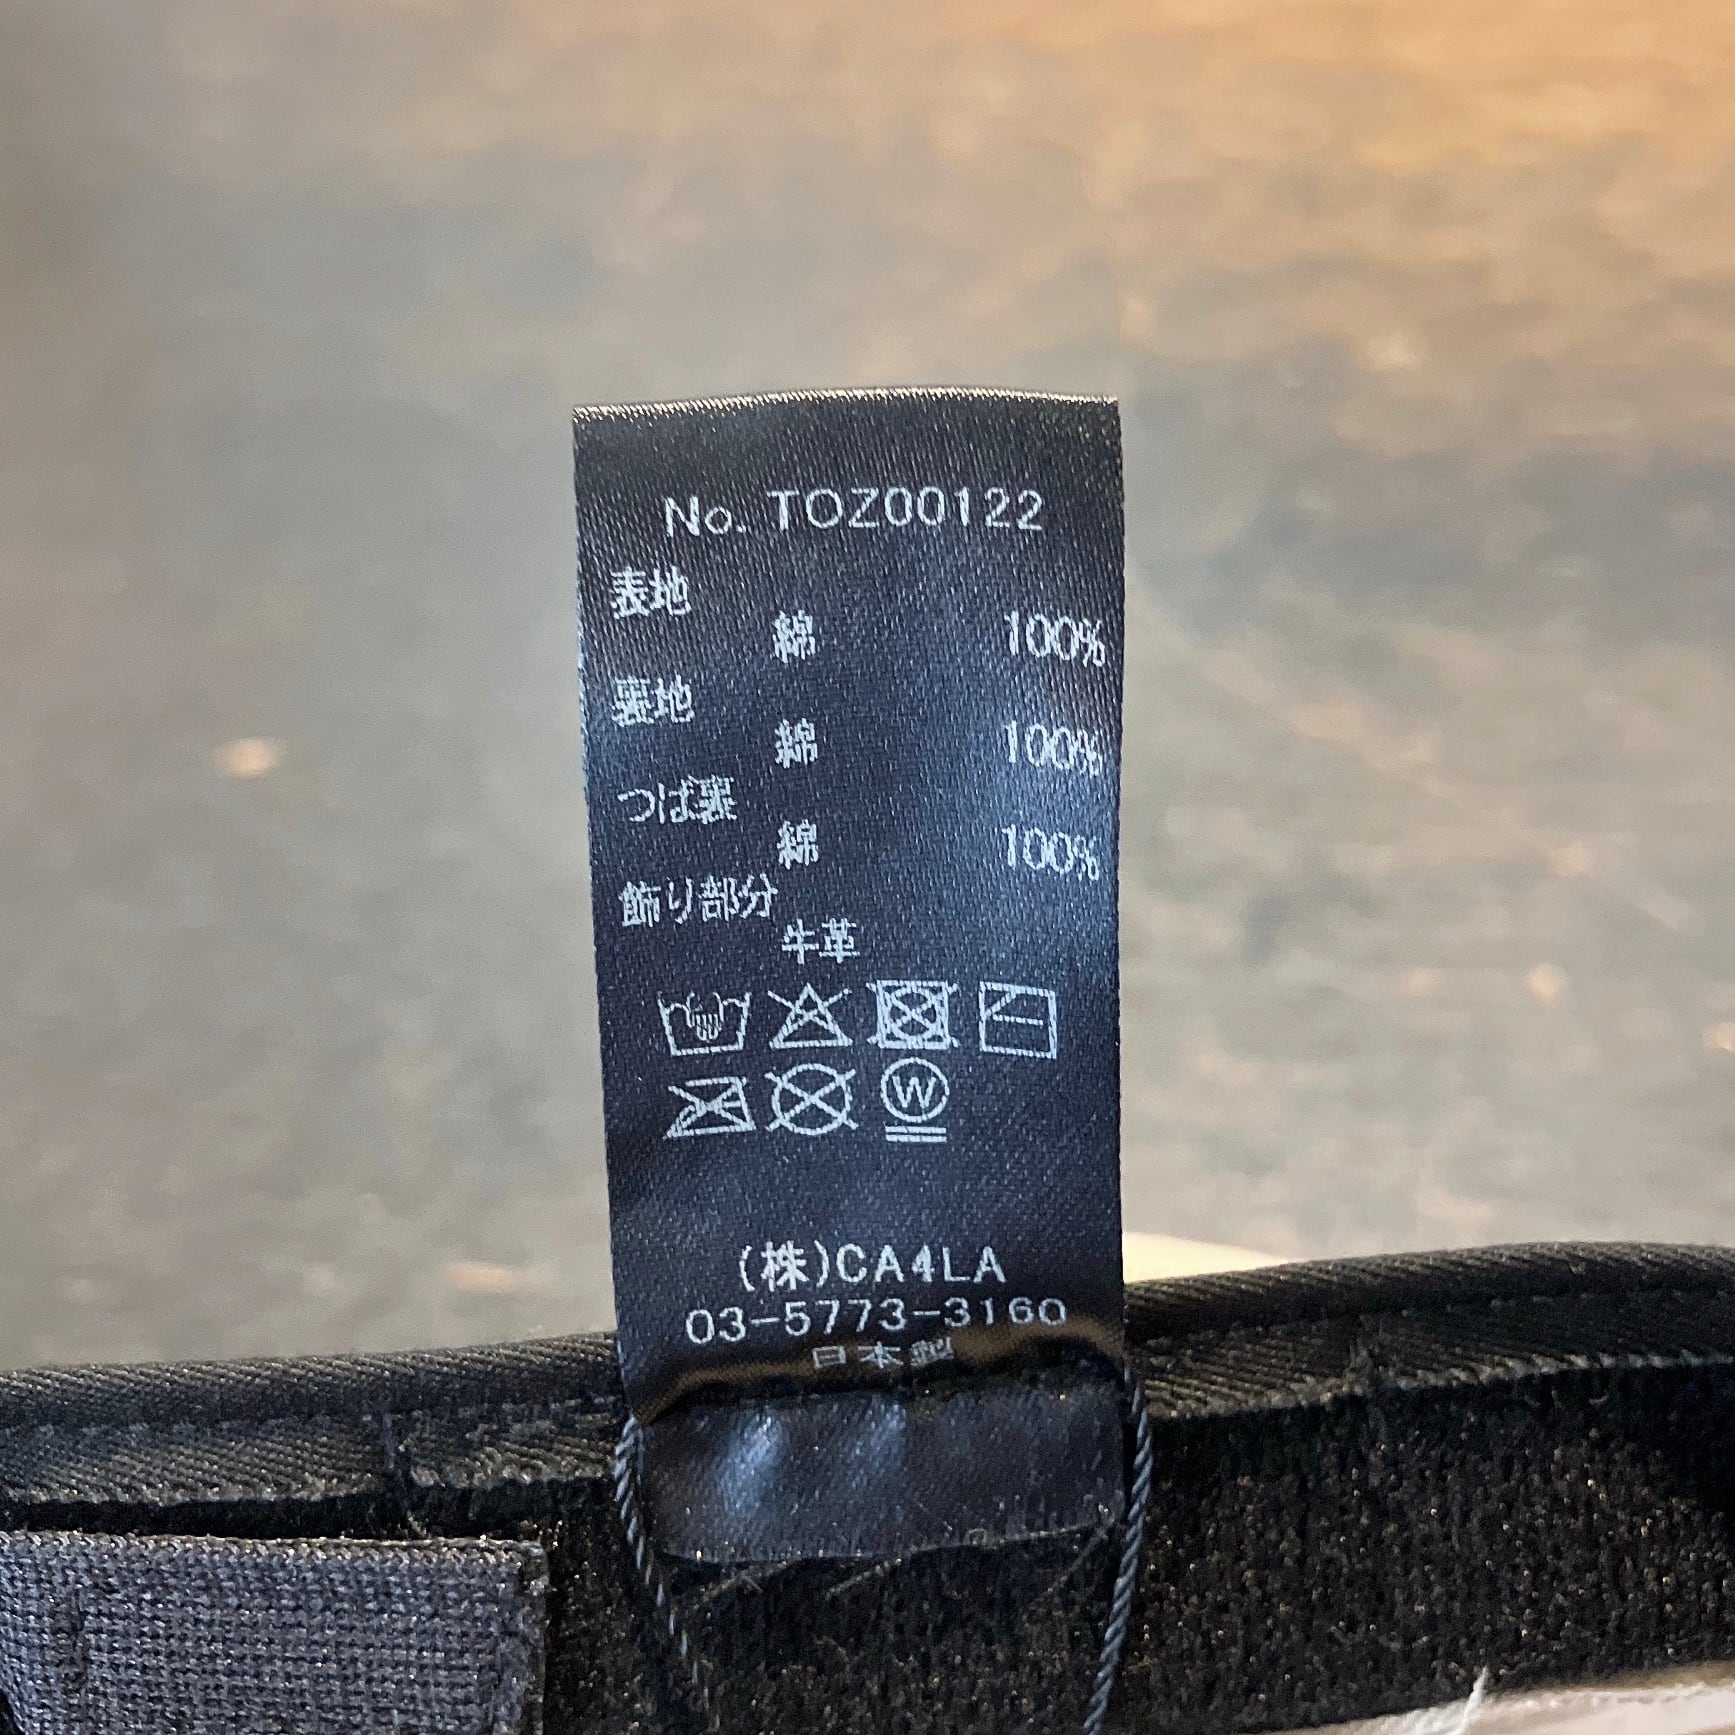 No. TOZ00122
表地
綿 100%
裏地
綿 100%
つば裏
綿 100%
飾り部分
牛革
W
(株)CA4LA
03-5773-3160
日本製